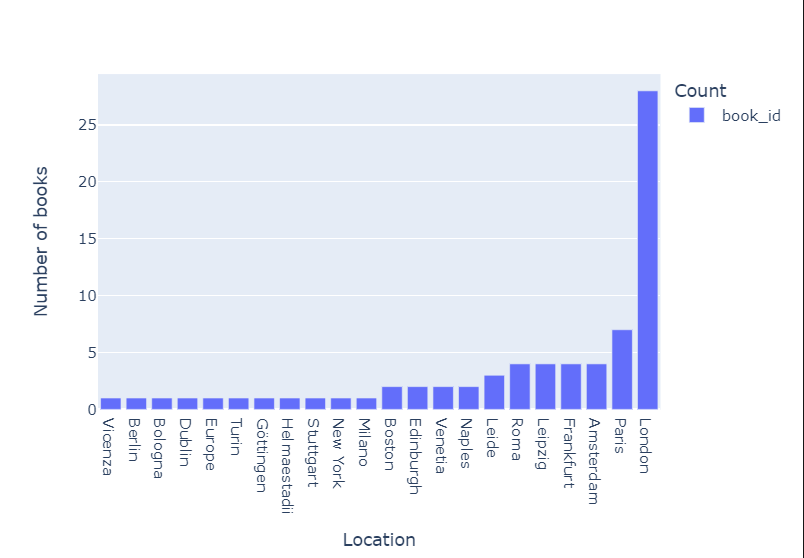 Count
book_id
Number of books
25
20
15
10
5
0
Vicenza
Berlin
Bologna
Dublin
Europe
Turin
Göttingen
Helmaestadii
Stuttgart
New York
Milano
Boston
Edinburgh
Venetia
Naples
Leide
Roma
Leipzig
Frankfurt
Amsterdam
Paris
London
Location